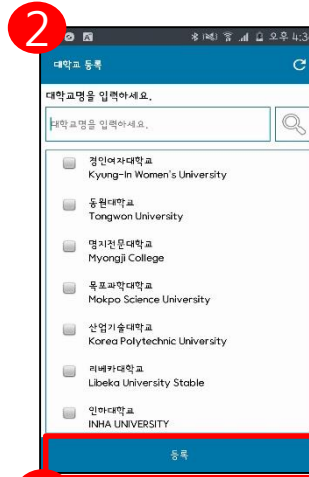 2
오후 4:3
대학교 등록
대학교명을 입력하세요.
대학교명을 입력하세요.
경인여자대학교
Kyung-In Women's University
동원대학교
Tongwon University
명지전문대학교
Myongji College
목포과학대학교
Mokpo Science University
산업기술대학교
Korea Polytechnic University
리베카대학교
Libeka University Stable
인하대학교
INHA UNIVERSITY
등록